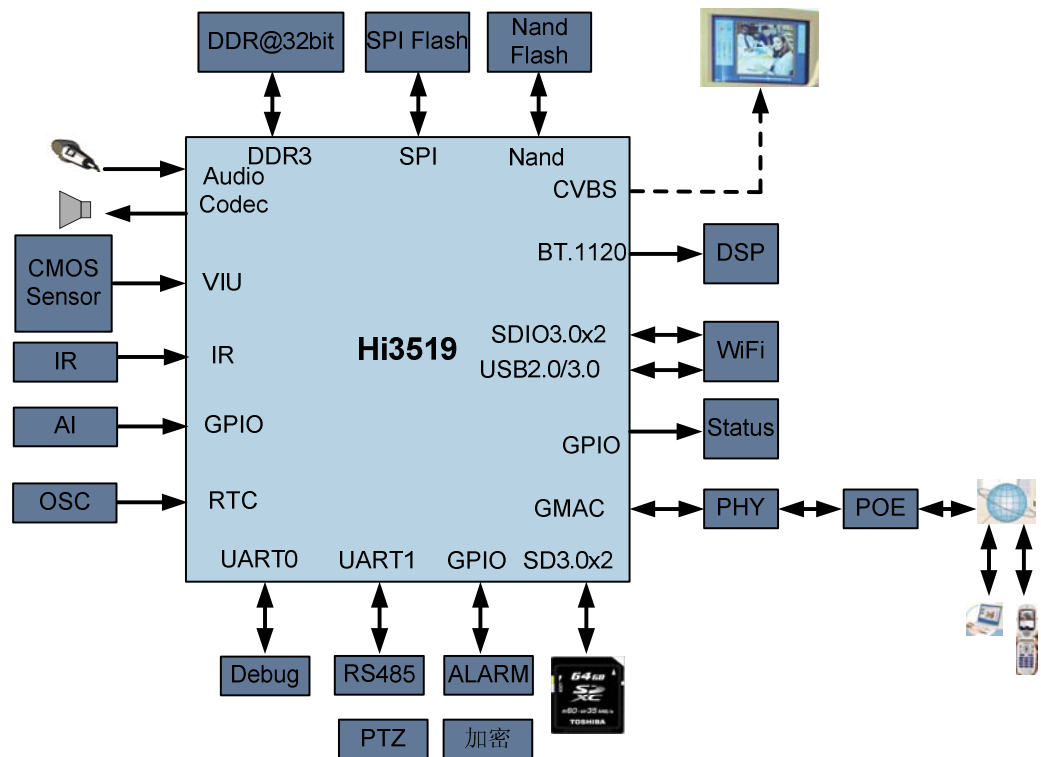 DDR@32bit
SPI Flash
Nand
Flash
DDR3
SPI
Nand
Audio
Codec
CVBS
BT.1120
DSP
CMOS
Sensor
VIU
Hi3519
SDIO3.0x2
USB2.0/3.0
WiFi
IR
IR
AI
GPIO
GPIO
Status
OSC
RTC
GMAC
PHY
POE
UART0
UART1
GPIO
SD3.0x2
Debug
RS485
ALARM
64GB
SD
XC
TOSHIBA
PTZ
加密